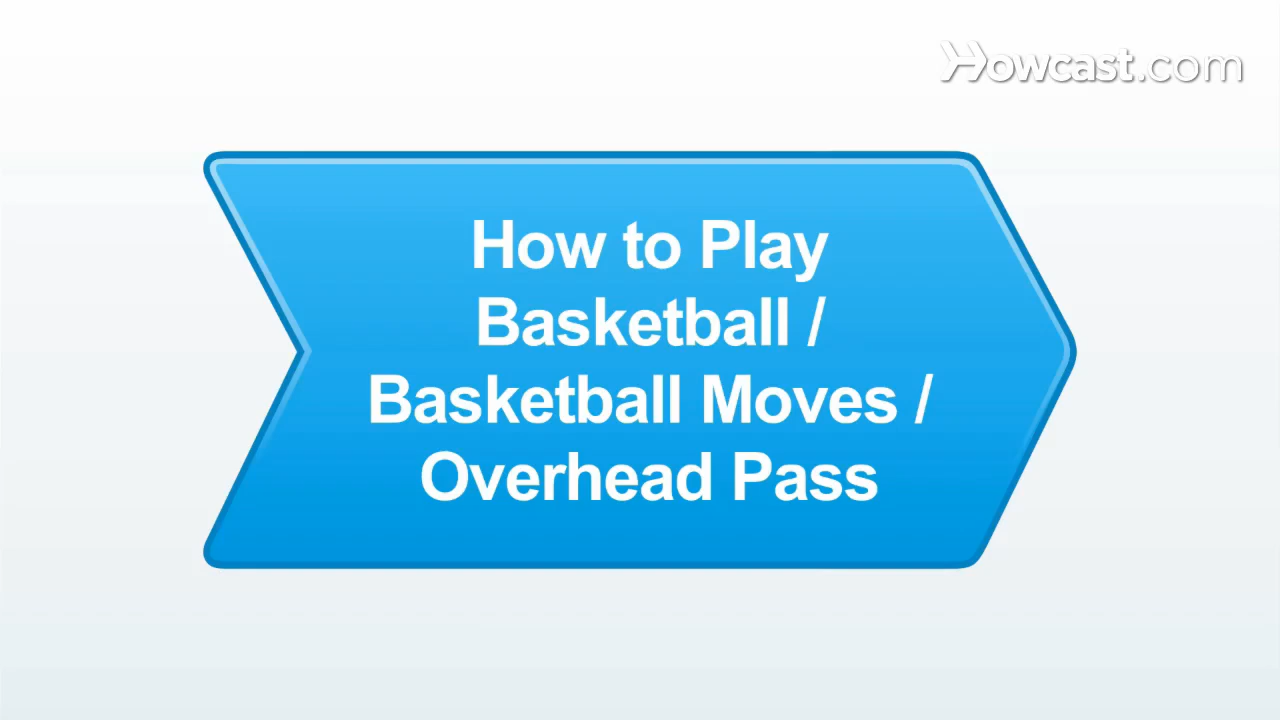 Howcast.com
How to Play
Basketball /
Basketball Moves /
Overhead Pass